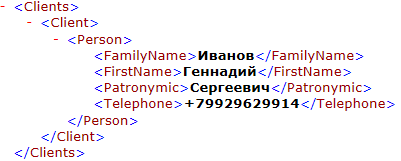 - <Clients>
- <Client>
- <Person>
<FamilyName>Иванов</FamilyName>
<FirstName>Геннадий</FirstName>
<Patronymic>Сергеевич</Patronymic>
<Telephone>+79929629914</Telephone>
</Person>
</Client>
</Clients>